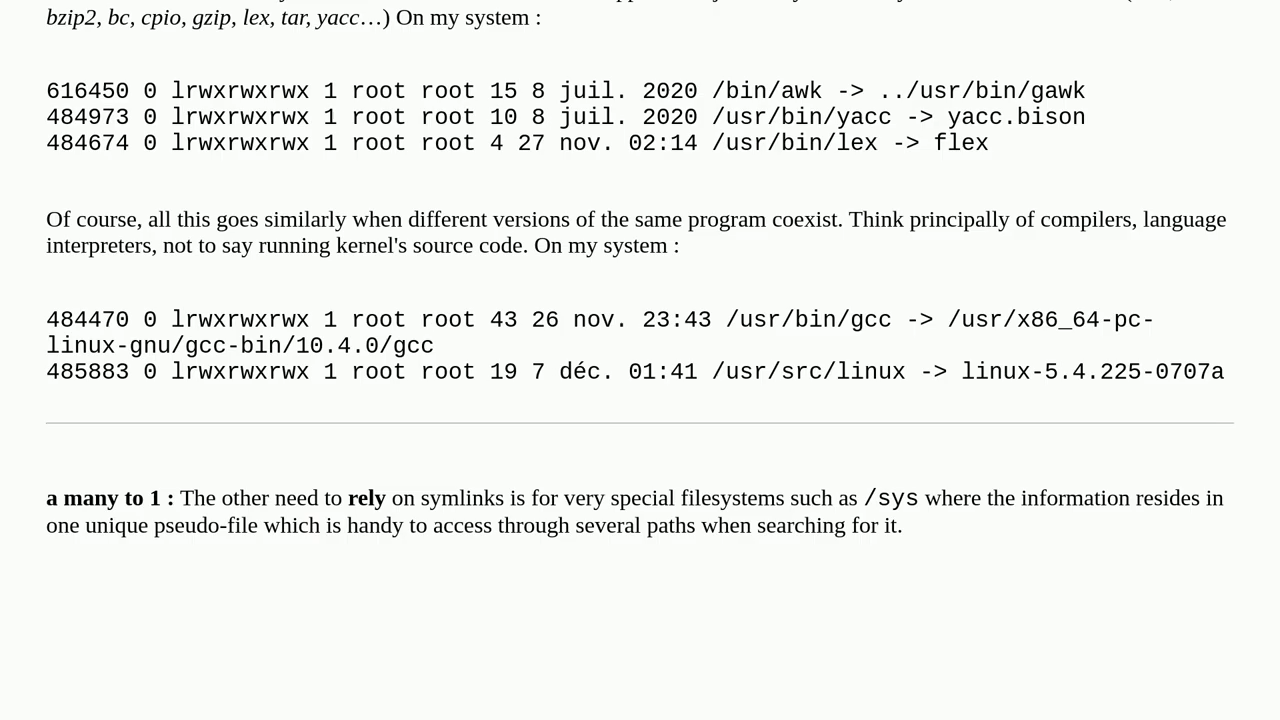 bzip2, bc, cpio, gzip, lex, tar, yacc…) On my system :
616450 0 lrwxrwxrwx 1 root root 15 8 juil. 2020 /bin/awk -> ../usr/bin/gawk
484973 0 lrwxrwxrwx 1 root root 10 8 juil. 2020 /usr/bin/yacc -> yacc.bison
484674 0 lrwxrwxrwx 1 root root 4 27 nov. 02:14 /usr/bin/lex -> flex
Of course, all this goes similarly when different versions of the same program coexist. Think principally of compilers, language
interpreters, not to say running kernel's source code. On my system :
484470 0 lrwxrwxrwx 1 root root 43 26 nov. 23:43 /usr/bin/gcc -> /usr/x86_64-pc-
linux-gnu/gcc-bin/10.4.0/gcc
485883 0 lrwxrwxrwx 1 root root 19 7 déc. 01:41 /usr/src/linux -> linux-5.4.225-0707a
a many to 1 : The other need to rely on symlinks is for very special filesystems such as /sys where the information resides in
one unique pseudo-file which is handy to access through several paths when searching for it.